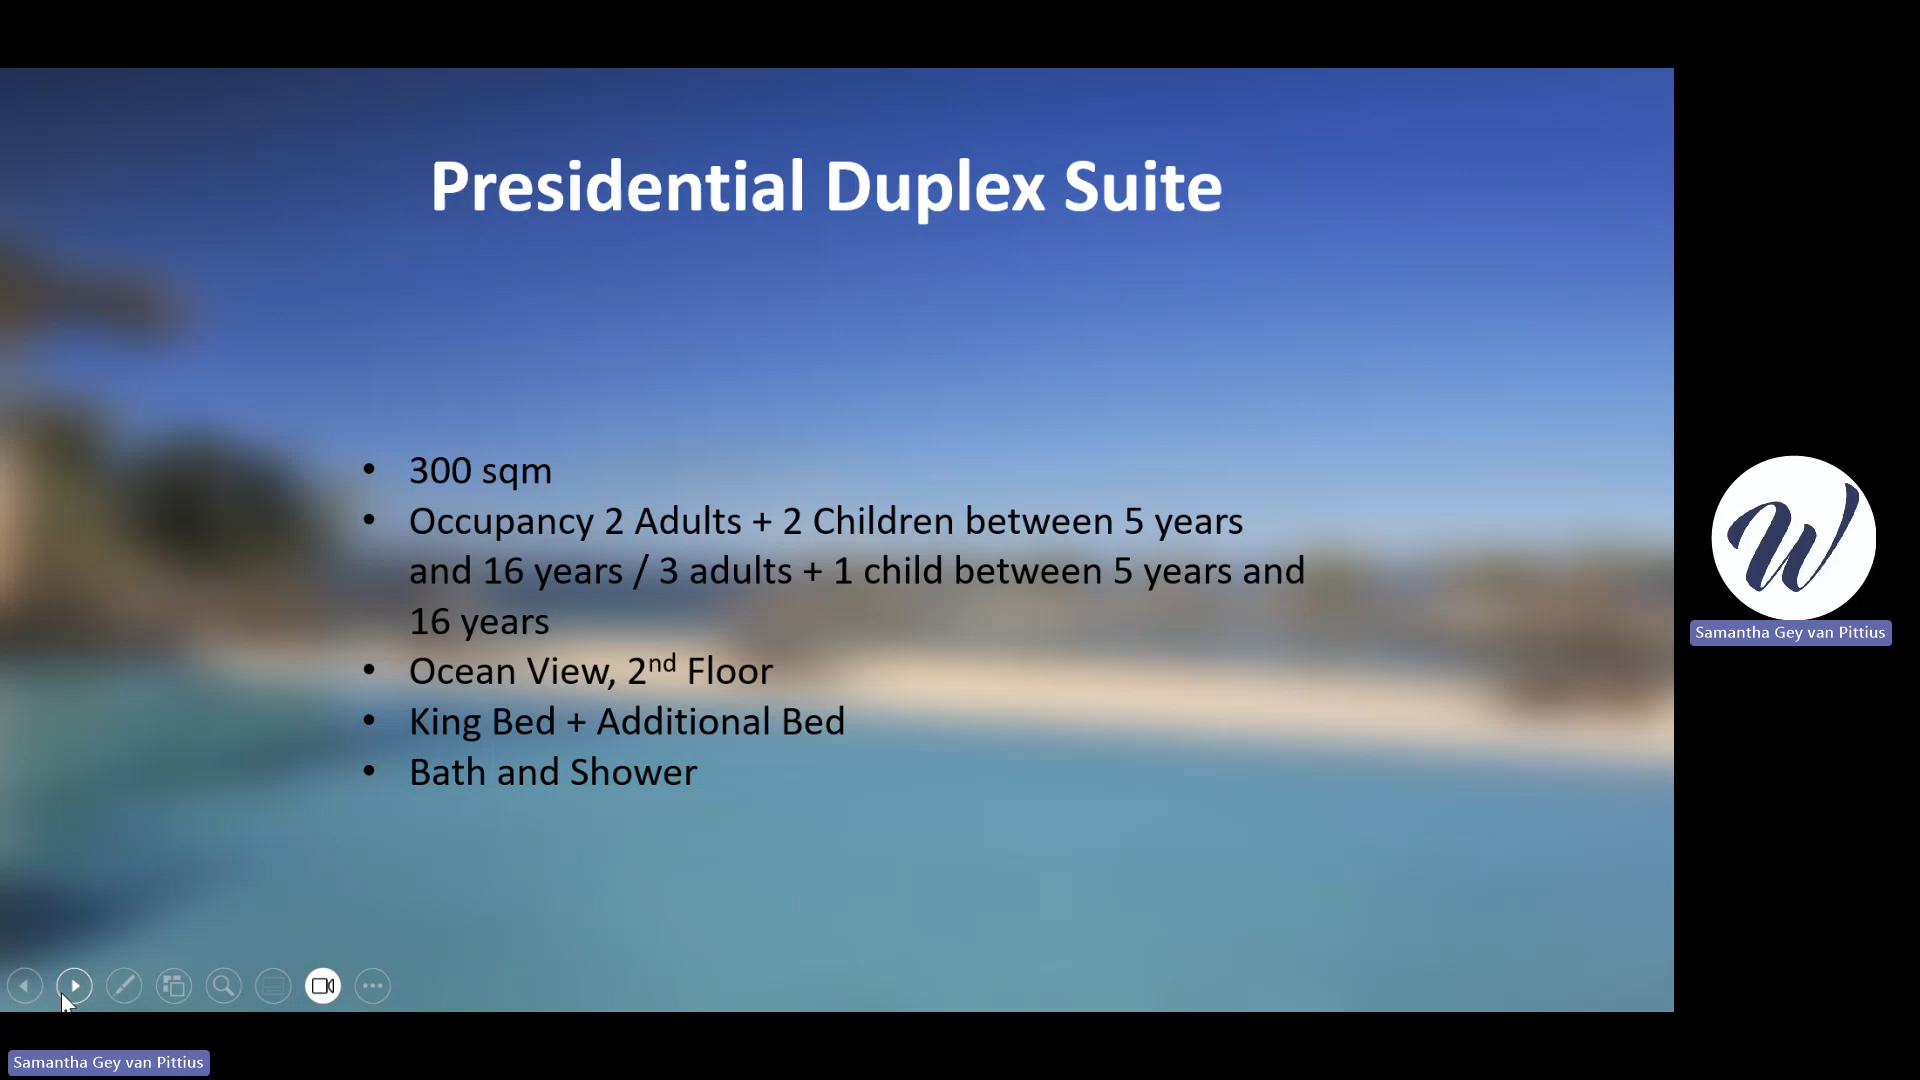 Presidential Duplex Suite
• 300 sqm
• Occupancy 2 Adults + 2 Children between 5 years
and 16 years / 3 adults + 1 child between 5 years and
16 years
• Ocean View, 2nd Floor
• King Bed + Additional Bed
• Bath and Shower
W
Samantha Gey van Pittius
Samantha Gey van Pittius